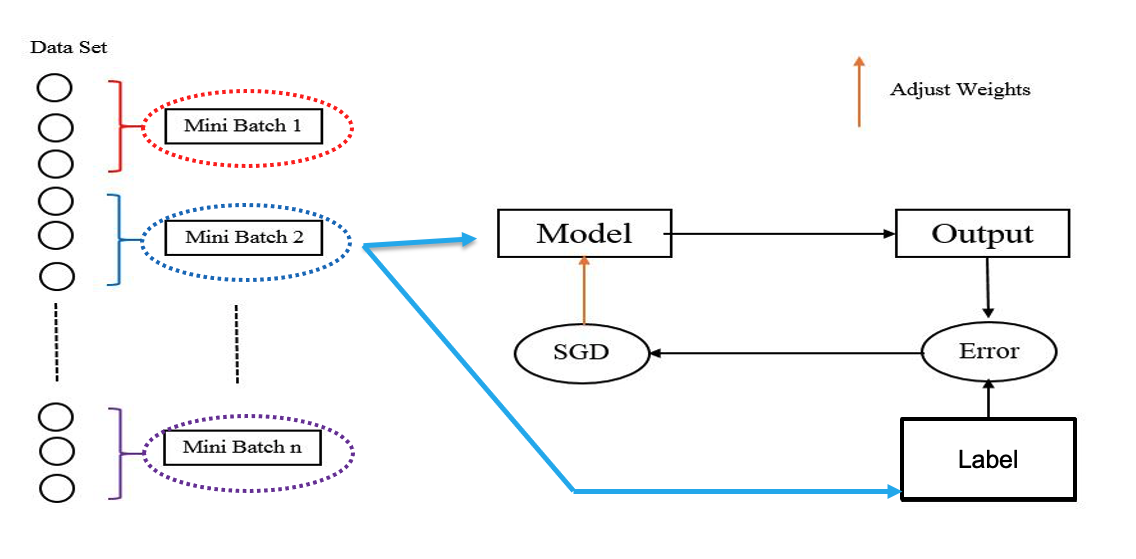 Data Set
Mini Batch 1
Adjust Weights
Mini Batch 2
Model
Output
SGD
Error
Mini Batch n
Label